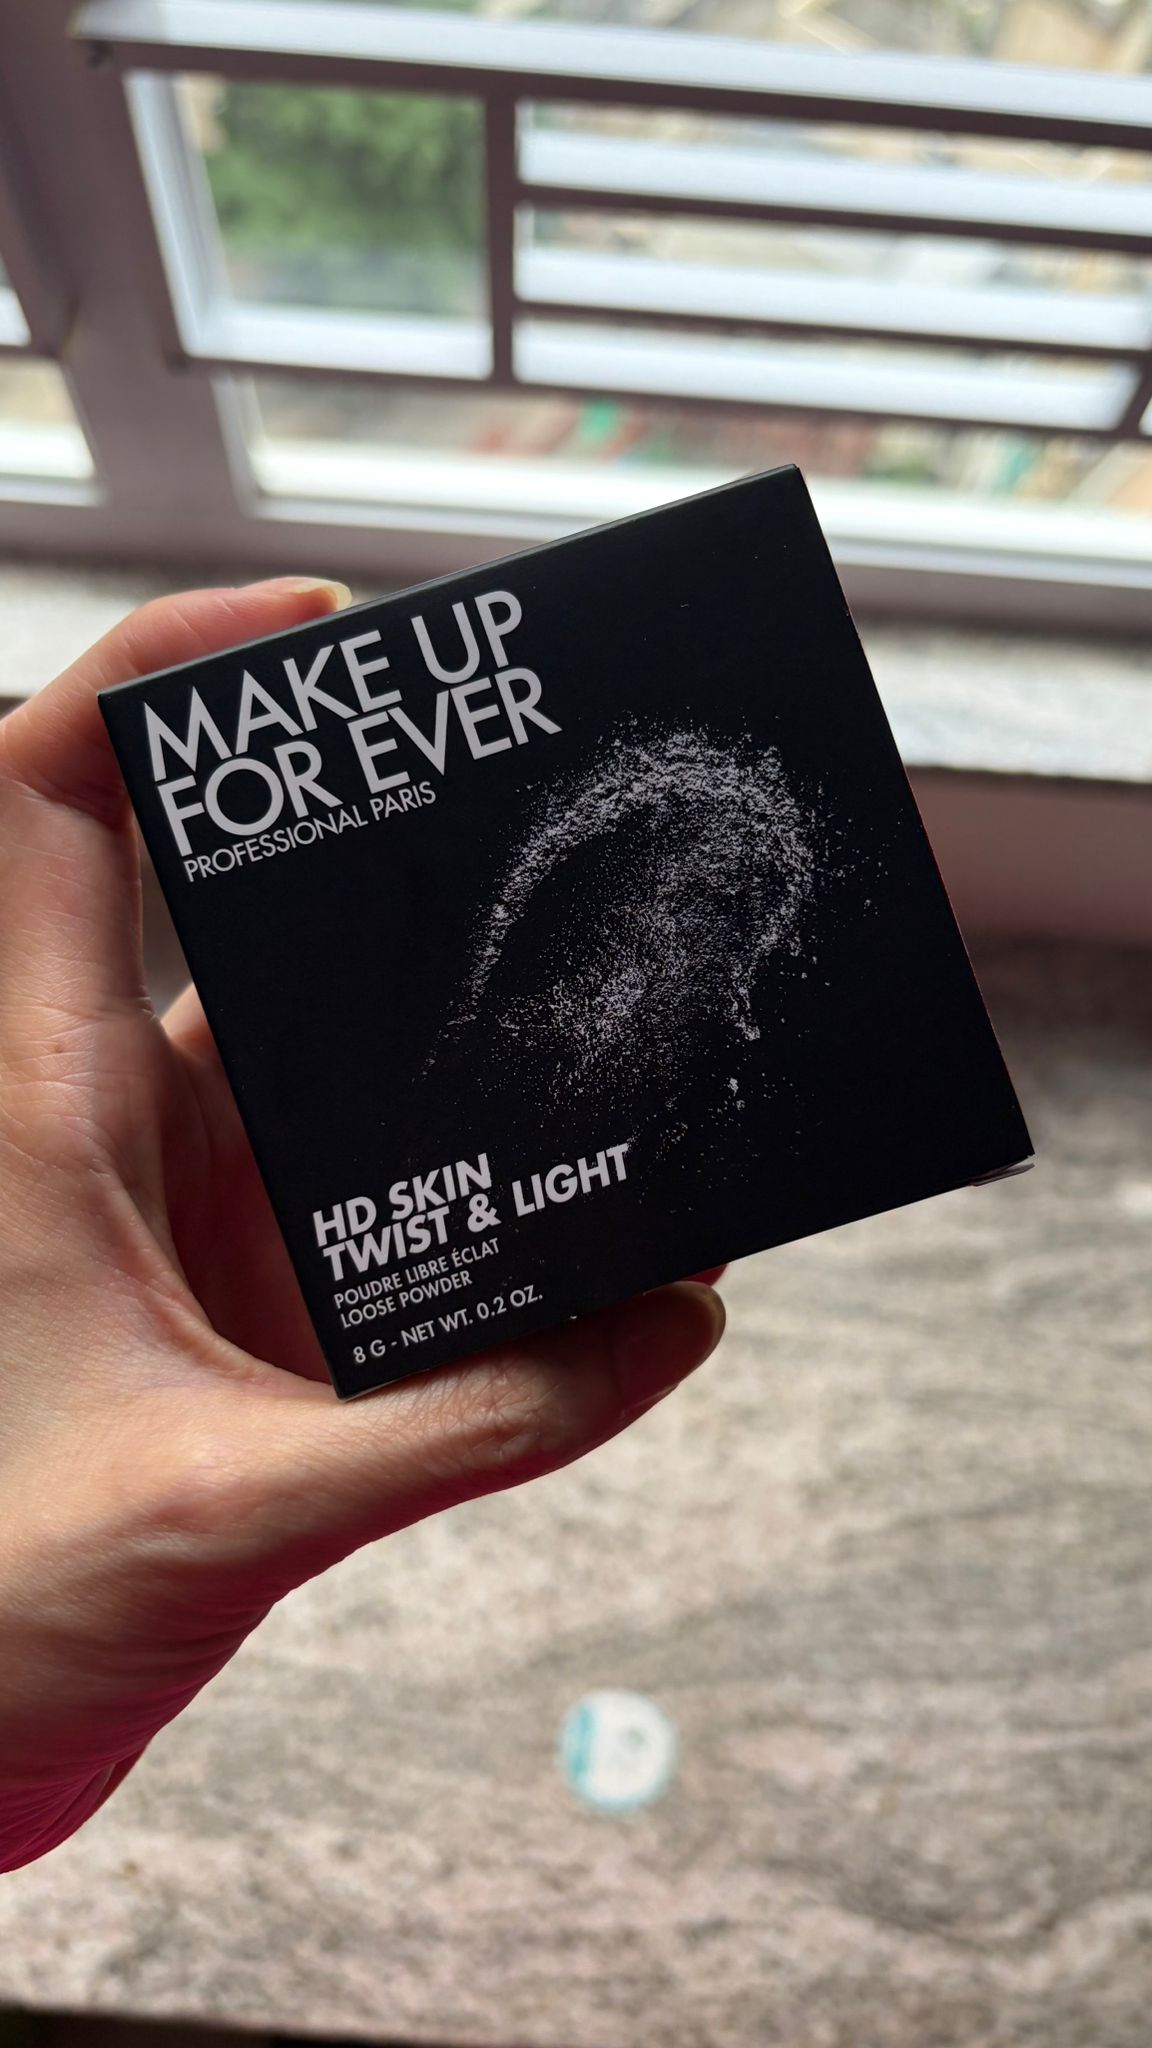 MAKE UP
FOR EVER
PROFESSIONAL PARIS
HD SKIN
TWIST & LIGHT
POUDRE LIBRE ÉCLAT
LOOSE POWDER
8 G - NET WT. 0.2 OZ.